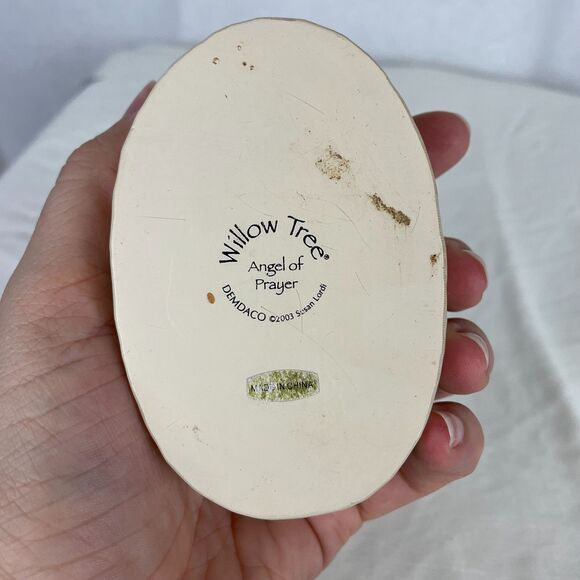 Willow Tree®
Angel of
Prayer
DEMDACO ©2003 Susan Lordi
MADE IN CHINA